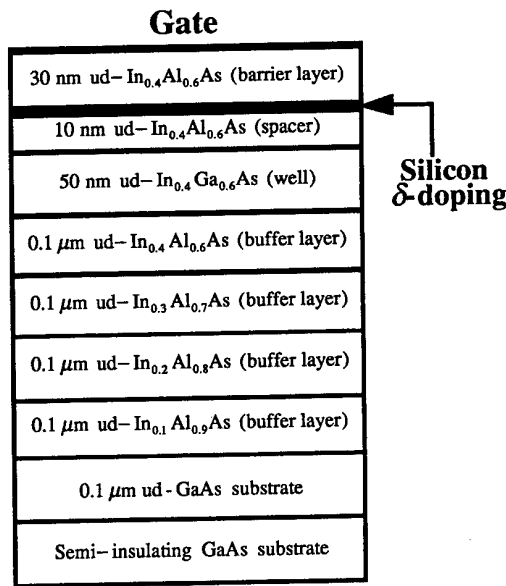 Gate
30 nm ud-In0.4Al0.6As (barrier layer)
10 nm ud-In0.4Al0.6As (spacer)
Silicon
δ-doping
50 nm ud-In0.4Ga0.6As (well)
0.1 μm ud-In0.4Al0.6As (buffer layer)
0.1 μm ud-In0.3Al0.7As (buffer layer)
0.1 μm ud-In0.2Al0.8As (buffer layer)
0.1 μm ud-In0.1Al0.9As (buffer layer)
0.1 μm ud-GaAs substrate
Semi-insulating GaAs substrate